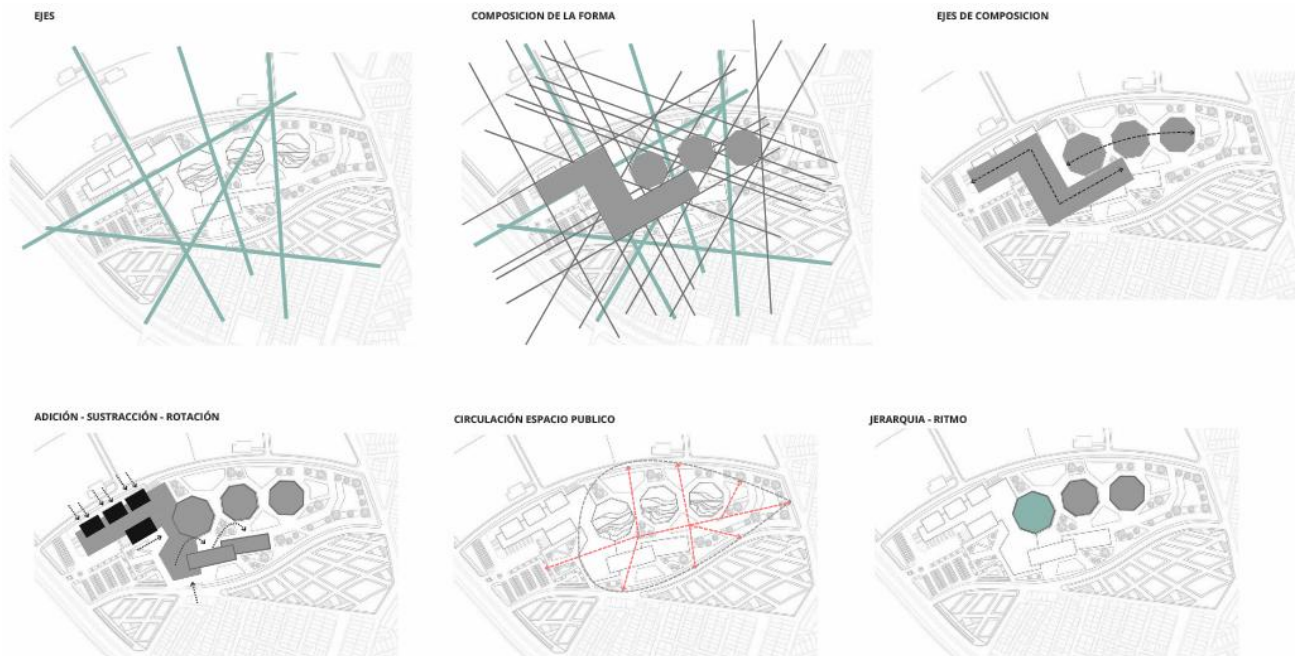 EJES
COMPOSICION DE LA FORMA
EJES DE COMPOSICION
ADICIÓN - SUSTRACCIÓN - ROTACIÓN
CIRCULACIÓN ESPACIO PUBLICO
JERARQUIA - RITMO